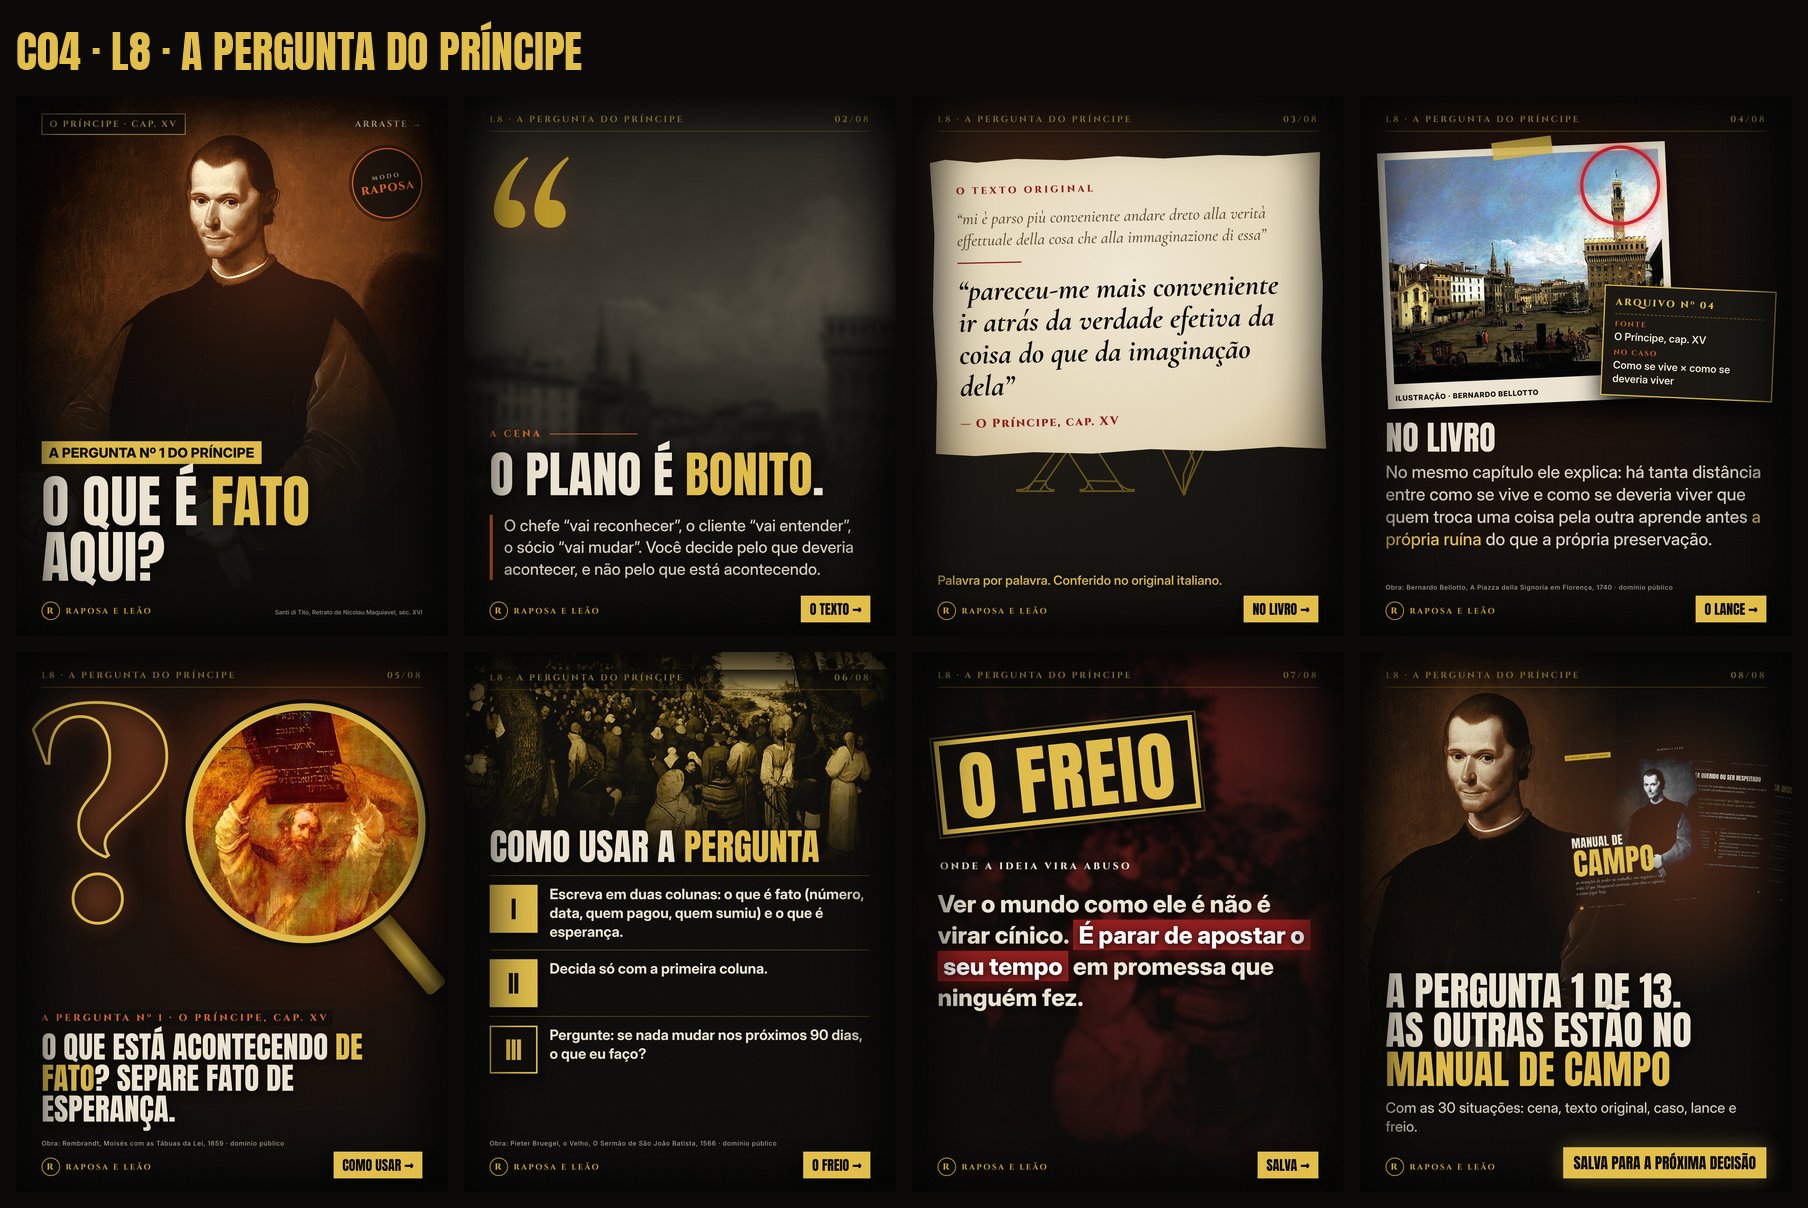 C04 · L8 · A PERGUNTA DO PRÍNCIPE
O PRÍNCIPE · CAP. XV
ARRASTE →
MODO
RAPOSA
A PERGUNTA Nº 1 DO PRÍNCIPE
O QUE É FATO
AQUI?
R RAPOSA E LEÃO
Santi di Tito, Retrato de Nicolau Maquiavel, séc. XVI
L8 · A PERGUNTA DO PRÍNCIPE
02/08
“
A CENA
O PLANO É BONITO.
O chefe “vai reconhecer”, o cliente “vai entender”,
o sócio “vai mudar”. Você decide pelo que deveria
acontecer, e não pelo que está acontecendo.
R RAPOSA E LEÃO
O TEXTO →
L8 · A PERGUNTA DO PRÍNCIPE
03/08
O TEXTO ORIGINAL
“mi è parso più conveniente andare dreto alla verità
effettuale della cosa che alla immaginazione di essa”
“pareceu-me mais conveniente
ir atrás da verdade efetiva da
coisa do que da imaginação
dela”
— O PRÍNCIPE, CAP. XV
XV
Palavra por palavra. Conferido no original italiano.
R RAPOSA E LEÃO
NO LIVRO →
L8 · A PERGUNTA DO PRÍNCIPE
04/08
ILUSTRAÇÃO · BERNARDO BELLOTTO
ARQUIVO Nº 04
FONTE
O Príncipe, cap. XV
NO CASO
Como se vive × como se
deveria viver
NO LIVRO
No mesmo capítulo ele explica: há tanta distância
entre como se vive e como se deveria viver que
quem troca uma coisa pela outra aprende antes a
própria ruína do que a própria preservação.
Obra: Bernardo Bellotto, A Piazza della Signoria em Florença, 1740 · domínio público
R RAPOSA E LEÃO
O LANCE →
L8 · A PERGUNTA DO PRÍNCIPE
05/08
?
A PERGUNTA Nº 1 · O PRÍNCIPE, CAP. XV
O QUE ESTÁ ACONTECENDO DE
FATO? SEPARE FATO DE
ESPERANÇA.
Obra: Rembrandt, Moisés com as Tábuas da Lei, 1659 · domínio público
R RAPOSA E LEÃO
COMO USAR →
L8 · A PERGUNTA DO PRÍNCIPE
06/08
COMO USAR A PERGUNTA
I
Escreva em duas colunas: o que é fato (número,
data, quem pagou, quem sumiu) e o que é
esperança.
II
Decida só com a primeira coluna.
III
Pergunte: se nada mudar nos próximos 90 dias,
o que eu faço?
Obra: Pieter Bruegel, o Velho, O Sermão de São João Batista, 1566 · domínio público
R RAPOSA E LEÃO
O FREIO →
L8 · A PERGUNTA DO PRÍNCIPE
07/08
O FREIO
ONDE A IDEIA VIRA ABUSO
Ver o mundo como ele é não é
virar cínico. É parar de apostar o
seu tempo em promessa que
ninguém fez.
R RAPOSA E LEÃO
SALVA →
L8 · A PERGUNTA DO PRÍNCIPE
08/08
QUERIDO OU SER RESPEITADO
MANUAL DE
CAMPO
A PERGUNTA 1 DE 13.
AS OUTRAS ESTÃO NO
MANUAL DE CAMPO
Com as 30 situações: cena, texto original, caso, lance e
freio.
R RAPOSA E LEÃO
SALVA PARA A PRÓXIMA DECISÃO